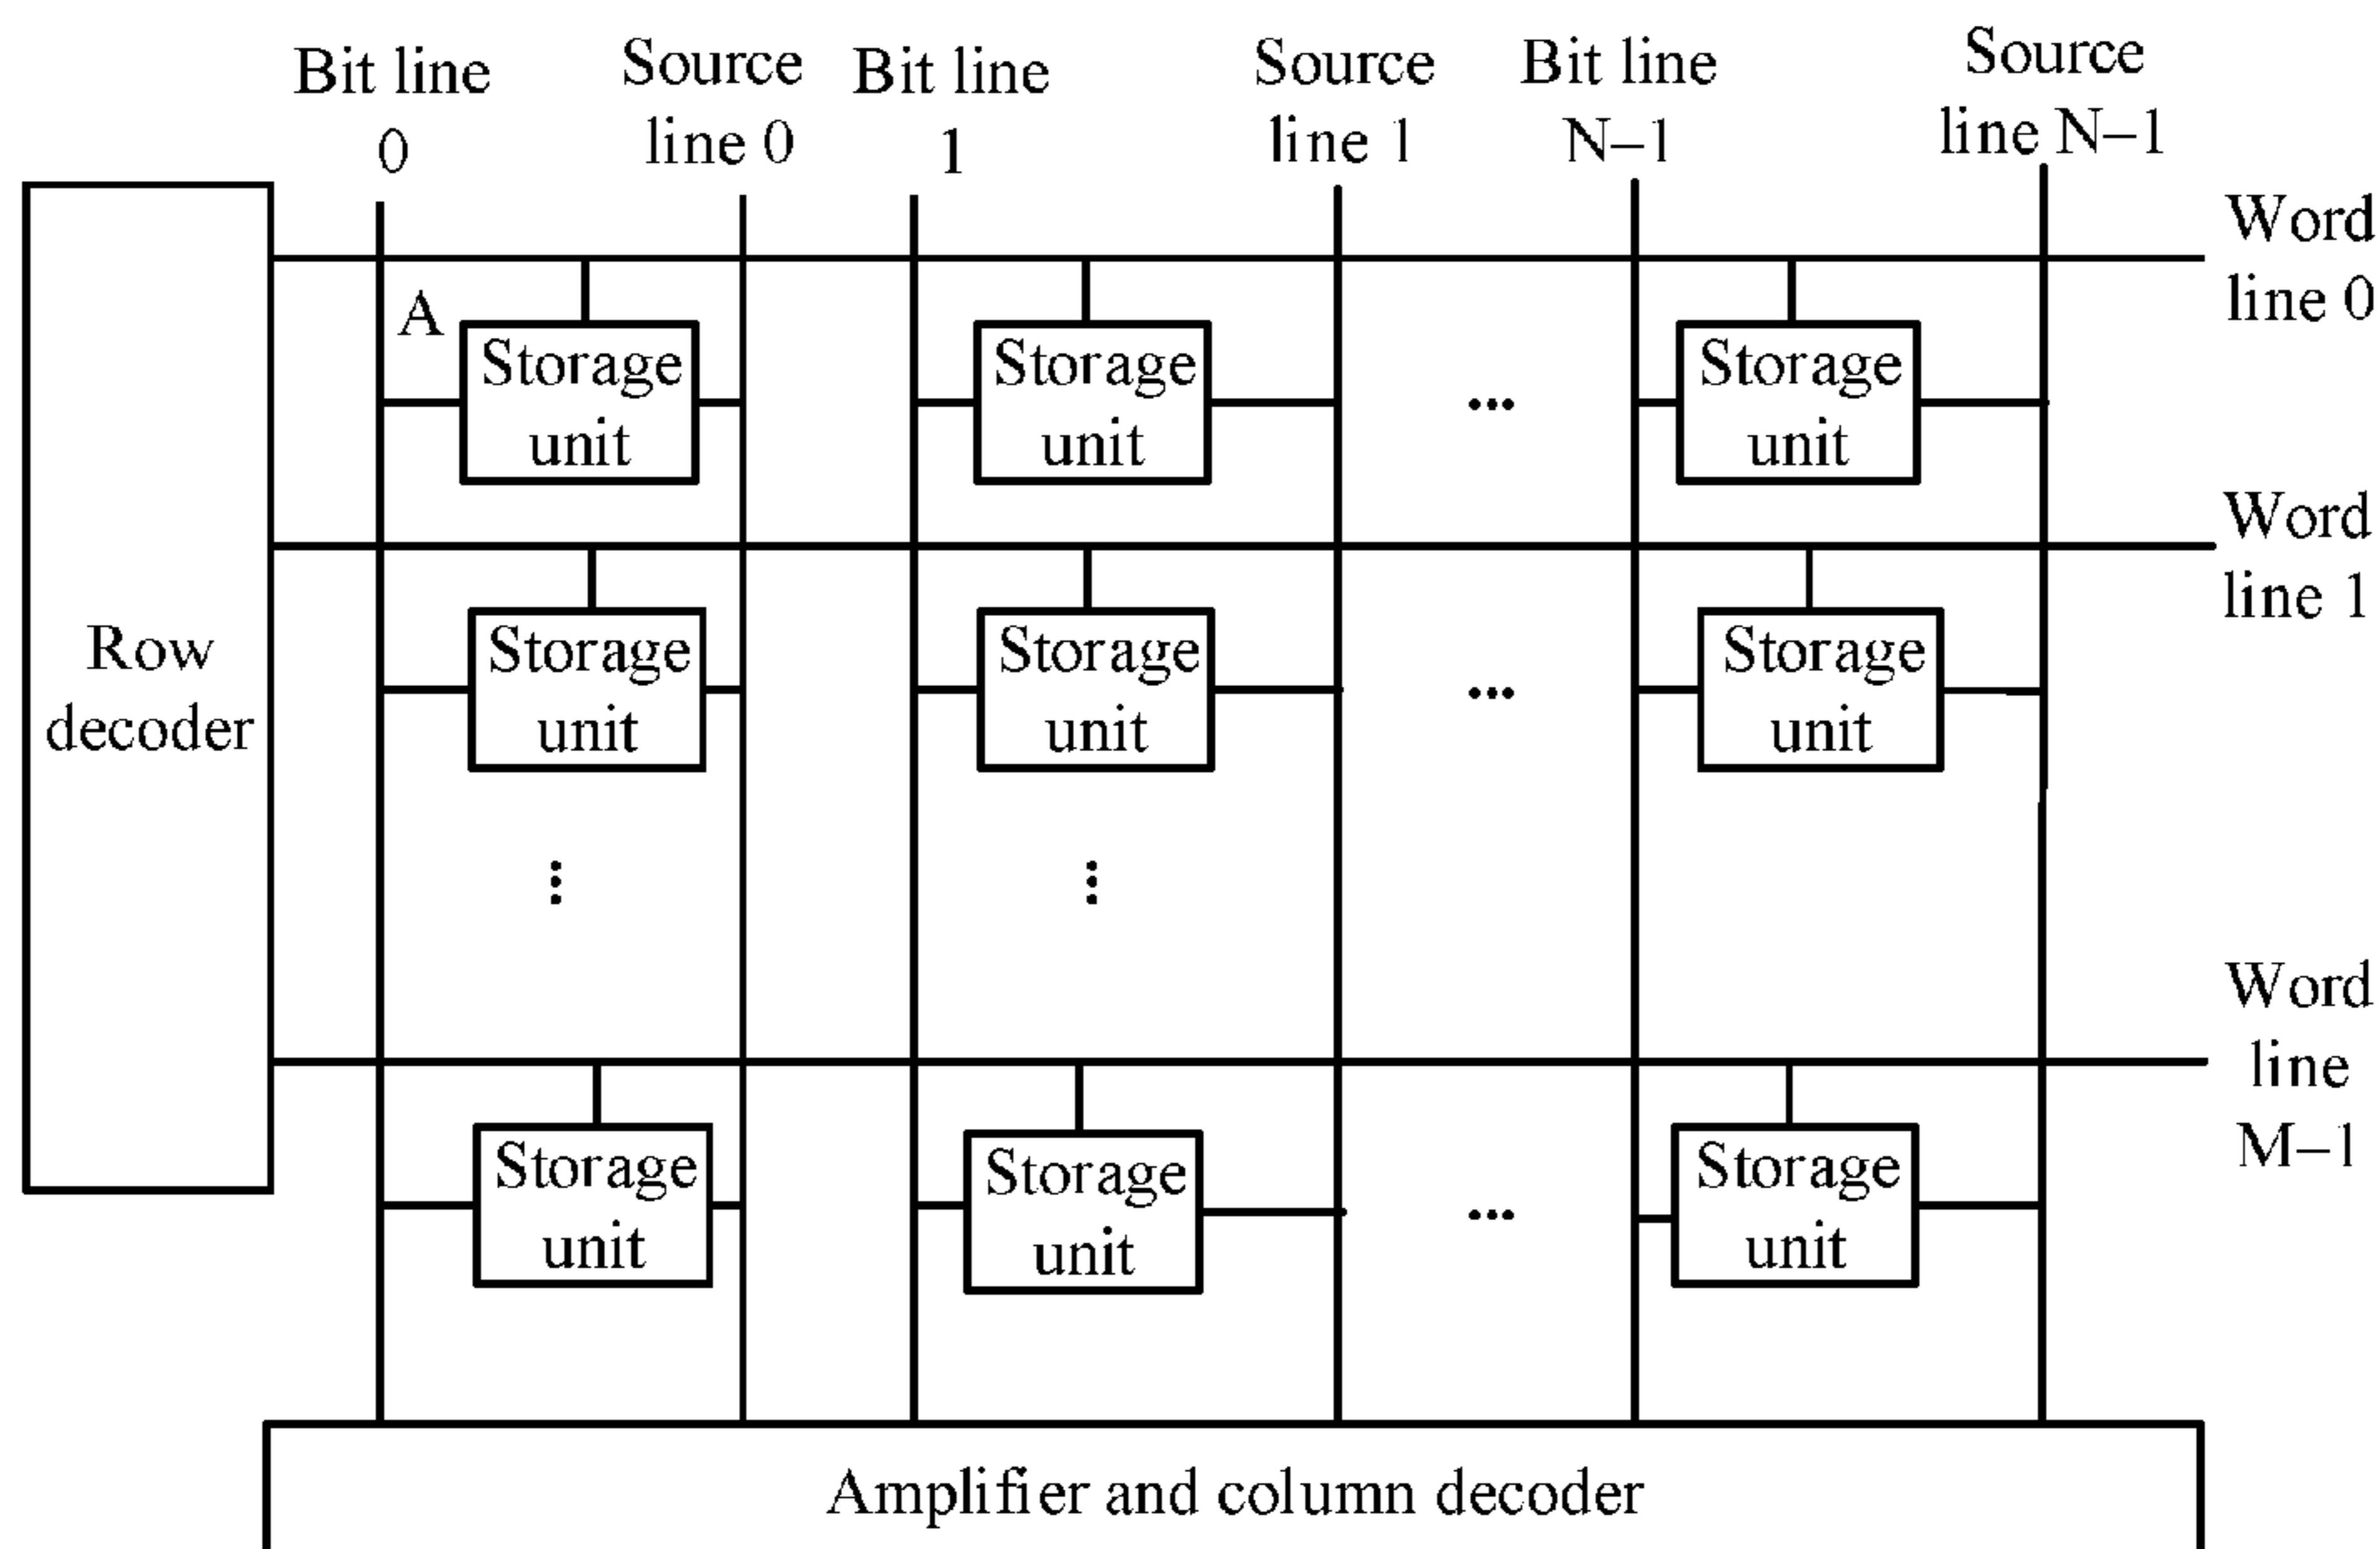 Bit line
0
Source
line 0
Bit line
1
Source
line 1
Bit line
N–1
Source
line N–1
Word
line 0
A
Storage
unit
Storage
unit
...
Storage
unit
Word
line 1
Row
decoder
Storage
unit
Storage
unit
...
Storage
unit
Word
line
M–1
Storage
unit
Storage
unit
...
Storage
unit
Amplifier and column decoder